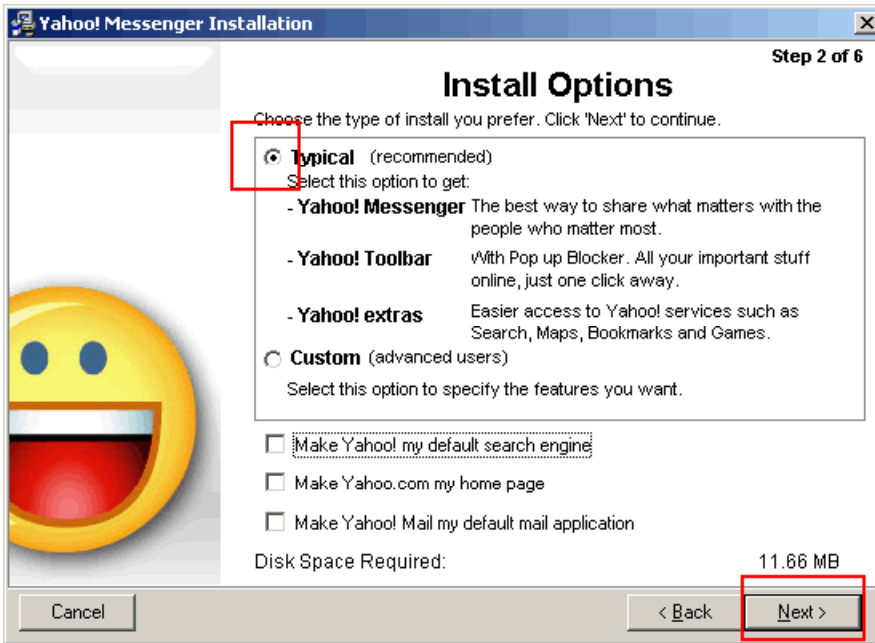 Yahoo! Messenger Installation
Step 2 of 6
Install Options
Choose the type of install you prefer. Click 'Next' to continue.
Typical (recommended)
Select this option to get:
- Yahoo! Messenger The best way to share what matters with the
people who matter most.
- Yahoo! Toolbar With Pop up Blocker. All your important stuff
online, just one click away.
- Yahoo! extras Easier access to Yahoo! services such as
Search, Maps, Bookmarks and Games.
Custom (advanced users)
Select this option to specify the features you want.
Make Yahoo! my default search engine
Make Yahoo.com my home page
Make Yahoo! Mail my default mail application
Disk Space Required: 11.66 MB
Cancel < Back Next >